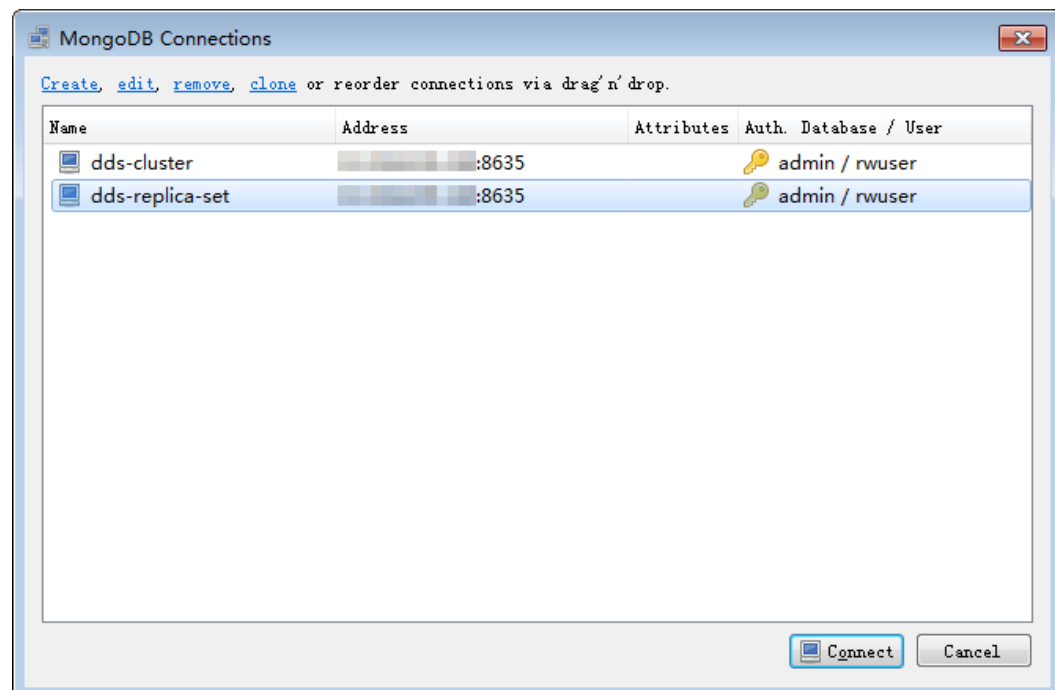 MongoDB Connections
Create, edit, remove, clone or reorder connections via drag'n'drop.
Name Address Attributes Auth. Database / User
dds-cluster :8635 admin / rwuser
dds-replica-set :8635 admin / rwuser
Connect Cancel